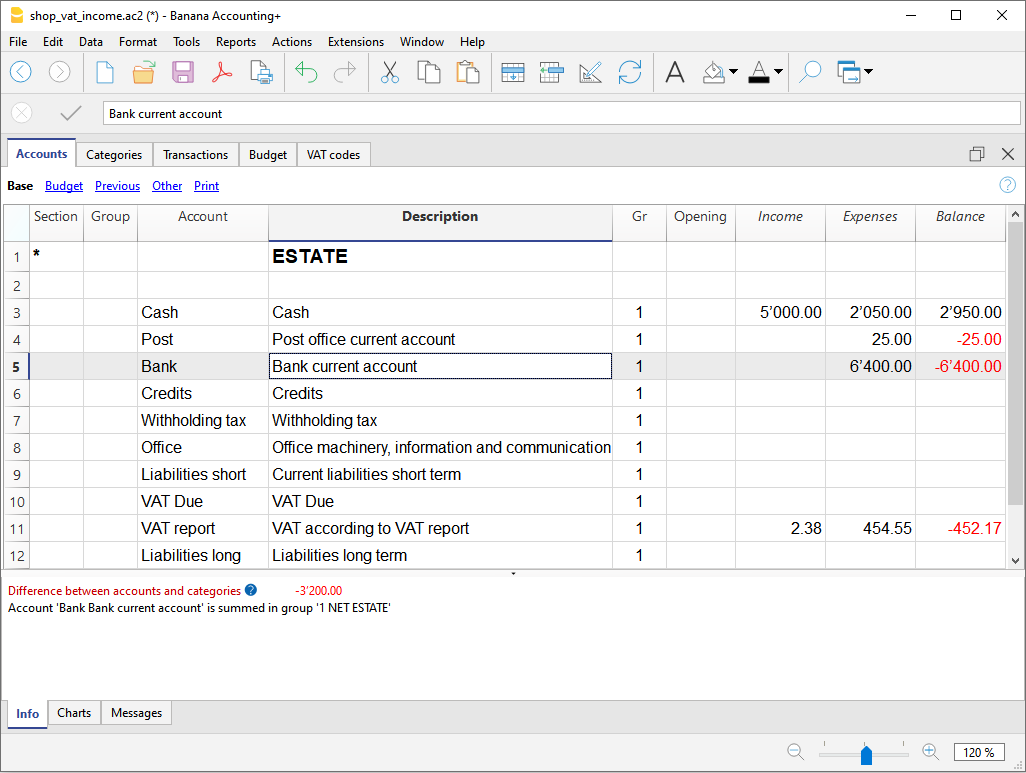 shop_vat_income.ac2 (*) - Banana Accounting+
File Edit Data Format Tools Reports Actions Extensions Window Help
Bank current account
Accounts Categories Transactions Budget VAT codes
Base Budget Previous Other Print
Section Group Account Description Gr Opening Income Expenses Balance
1 * ESTATE
2
3 Cash Cash 1 5’000.00 2’050.00 2’950.00
4 Post Post office current account 1 25.00 -25.00
5 Bank Bank current account 1 6’400.00 -6’400.00
6 Credits Credits 1
7 Withholding tax Withholding tax 1
8 Office Office machinery, information and communication 1
9 Liabilities short Current liabilities short term 1
10 VAT Due VAT Due 1
11 VAT report VAT according to VAT report 1 2.38 454.55 -452.17
12 Liabilities long Liabilities long term 1
Difference between accounts and categories ? -3’200.00
Account 'Bank Bank current account' is summed in group '1 NET ESTATE'
Info Charts Messages
120 %